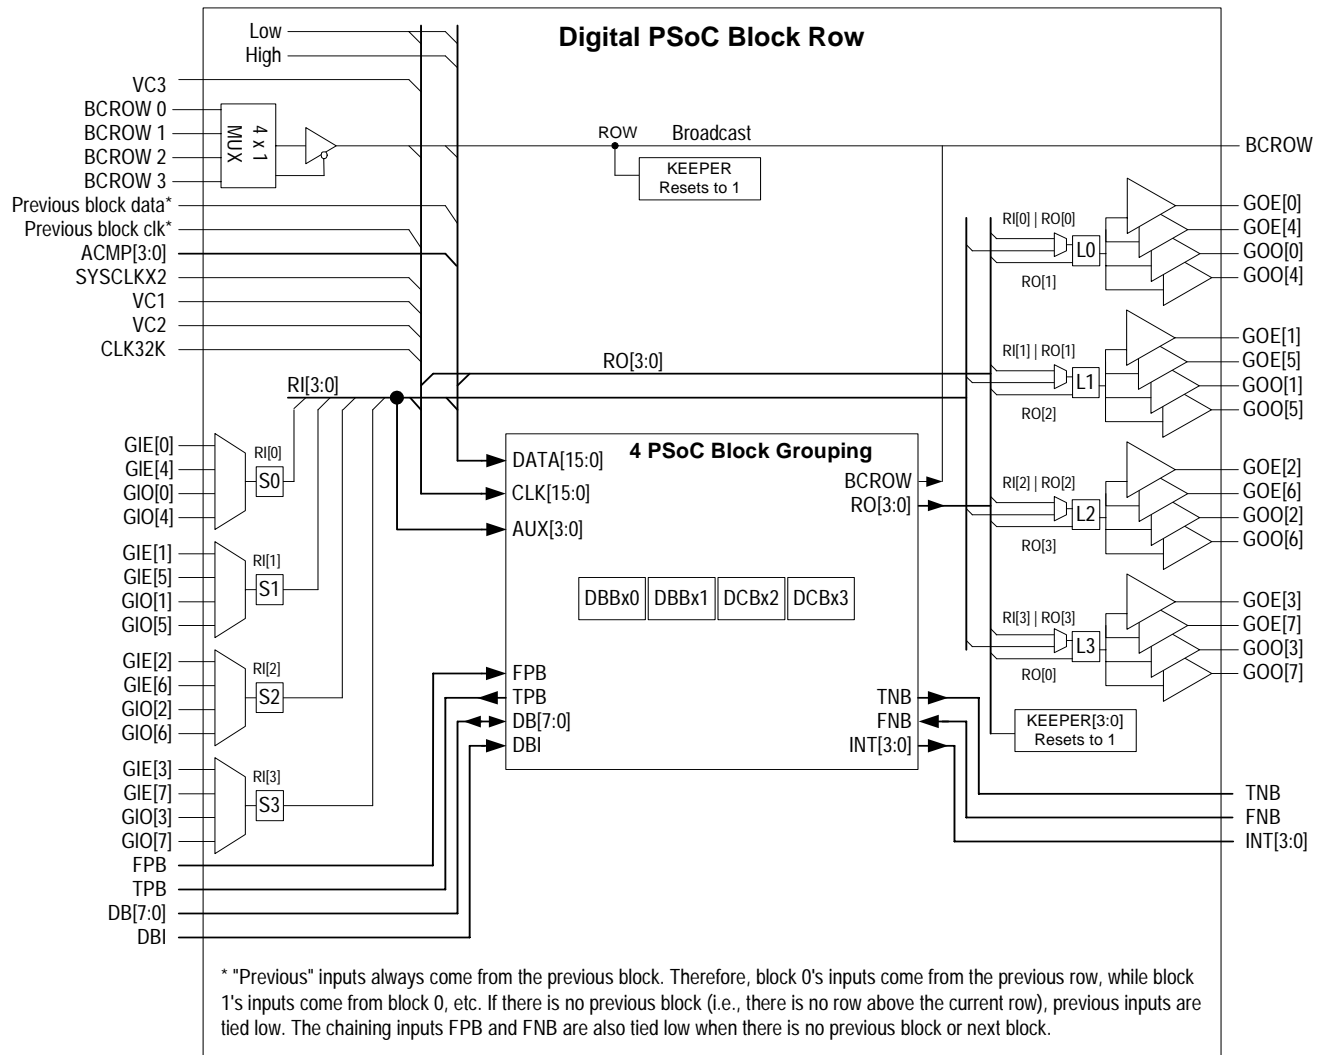 Digital PSoC Block Row
Low
High
VC3
BCROW 0
BCROW 1
BCROW 2
BCROW 3
4 x 1
MUX
ROW
Broadcast
KEEPER
Resets to 1
BCROW
Previous block data*
Previous block clk*
ACMP[3:0]
SYSCLKX2
VC1
VC2
CLK32K
RO[3:0]
RI[3:0]
GIE[0]
GIE[4]
GIO[0]
GIO[4]
RI[0]
S0
GIE[1]
GIE[5]
GIO[1]
GIO[5]
RI[1]
S1
GIE[2]
GIE[6]
GIO[2]
GIO[6]
RI[2]
S2
GIE[3]
GIE[7]
GIO[3]
GIO[7]
RI[3]
S3
FPB
TPB
DB[7:0]
DBI
4 PSoC Block Grouping
DATA[15:0]
CLK[15:0]
AUX[3:0]
BCROW
RO[3:0]
DBBx0
DBBx1
DCBx2
DCBx3
FPB
TPB
DB[7:0]
DBI
TNB
FNB
INT[3:0]
RI[0] | RO[0]
L0
RO[1]
GOE[0]
GOE[4]
GOO[0]
GOO[4]
RI[1] | RO[1]
L1
RO[2]
GOE[1]
GOE[5]
GOO[1]
GOO[5]
RI[2] | RO[2]
L2
RO[3]
GOE[2]
GOE[6]
GOO[2]
GOO[6]
RI[3] | RO[3]
L3
RO[0]
GOE[3]
GOE[7]
GOO[3]
GOO[7]
KEEPER[3:0]
Resets to 1
TNB
FNB
INT[3:0]
* "Previous" inputs always come from the previous block. Therefore, block 0's inputs come from the previous row, while block
1's inputs come from block 0, etc. If there is no previous block (i.e., there is no row above the current row), previous inputs are
tied low. The chaining inputs FPB and FNB are also tied low when there is no previous block or next block.